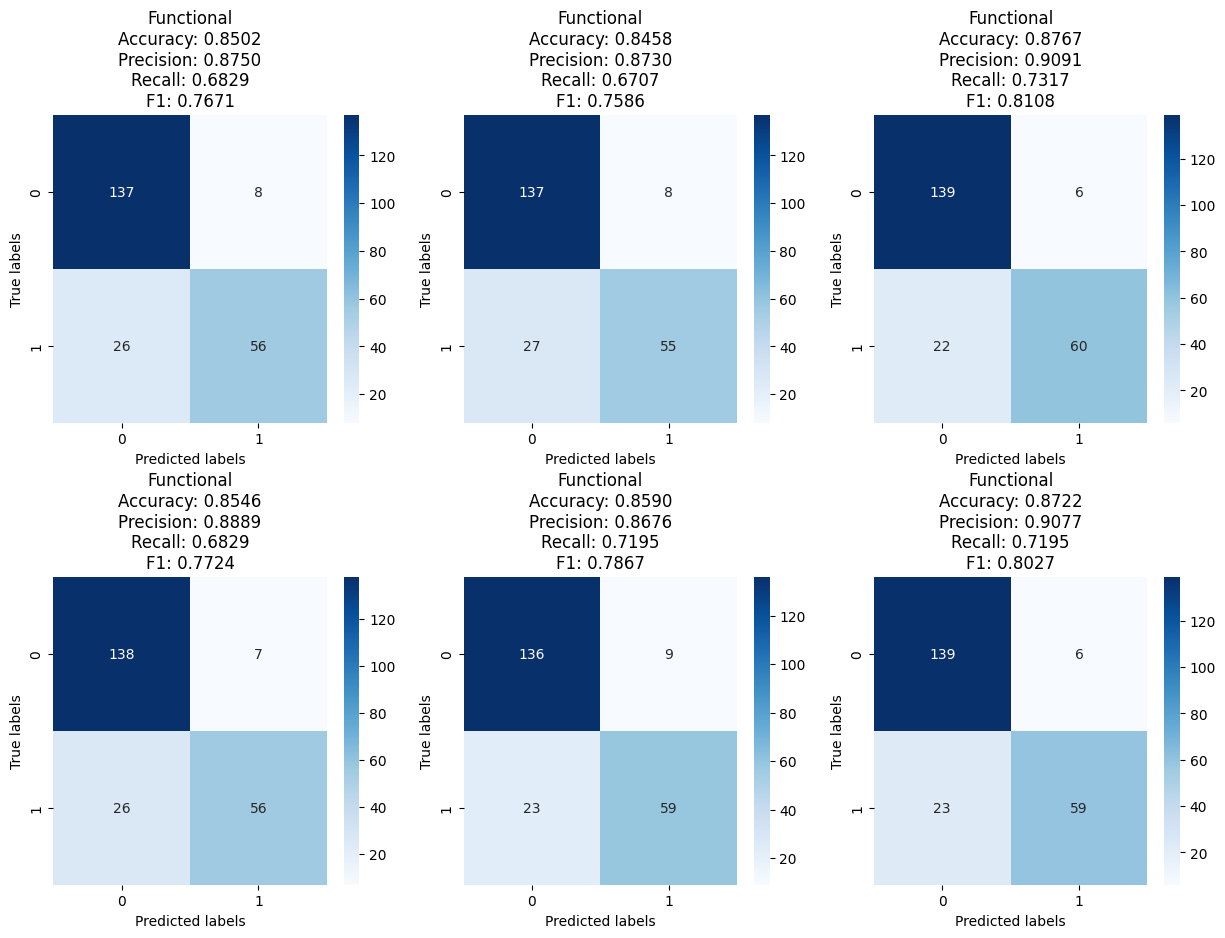 Functional
Accuracy: 0.8502
Precision: 0.8750
Recall: 0.6829
F1: 0.7671
137
8
26
56
0
1
True labels
0
1
Predicted labels
120
100
80
60
40
20
Functional
Accuracy: 0.8458
Precision: 0.8730
Recall: 0.6707
F1: 0.7586
137
8
27
55
0
1
True labels
0
1
Predicted labels
120
100
80
60
40
20
Functional
Accuracy: 0.8767
Precision: 0.9091
Recall: 0.7317
F1: 0.8108
139
6
22
60
0
1
True labels
0
1
Predicted labels
120
100
80
60
40
20
Functional
Accuracy: 0.8546
Precision: 0.8889
Recall: 0.6829
F1: 0.7724
138
7
26
56
0
1
True labels
0
1
Predicted labels
120
100
80
60
40
20
Functional
Accuracy: 0.8590
Precision: 0.8676
Recall: 0.7195
F1: 0.7867
136
9
23
59
0
1
True labels
0
1
Predicted labels
120
100
80
60
40
20
Functional
Accuracy: 0.8722
Precision: 0.9077
Recall: 0.7195
F1: 0.8027
139
6
23
59
0
1
True labels
0
1
Predicted labels
120
100
80
60
40
20